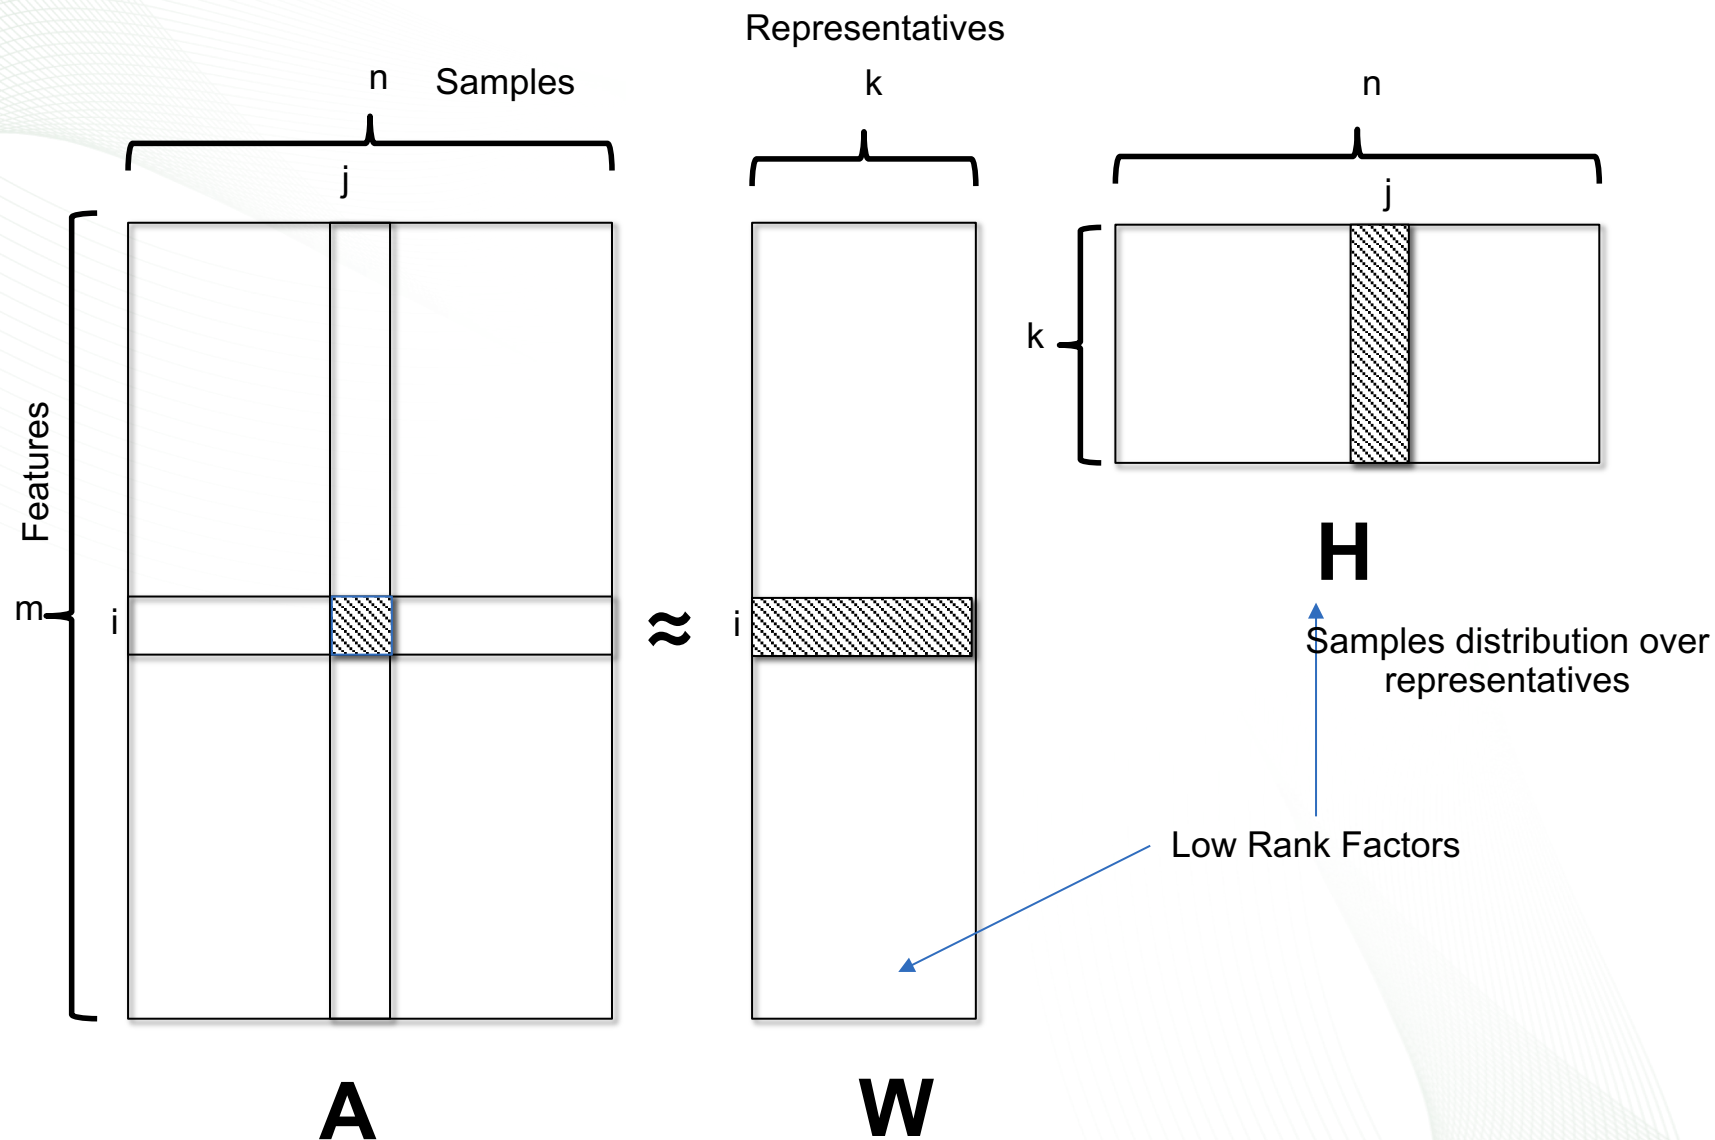 Representatives
n
Samples
k
n
j
j
k
Features
m
i
≈
i
H
Samples distribution over
representatives
Low Rank Factors
A
W